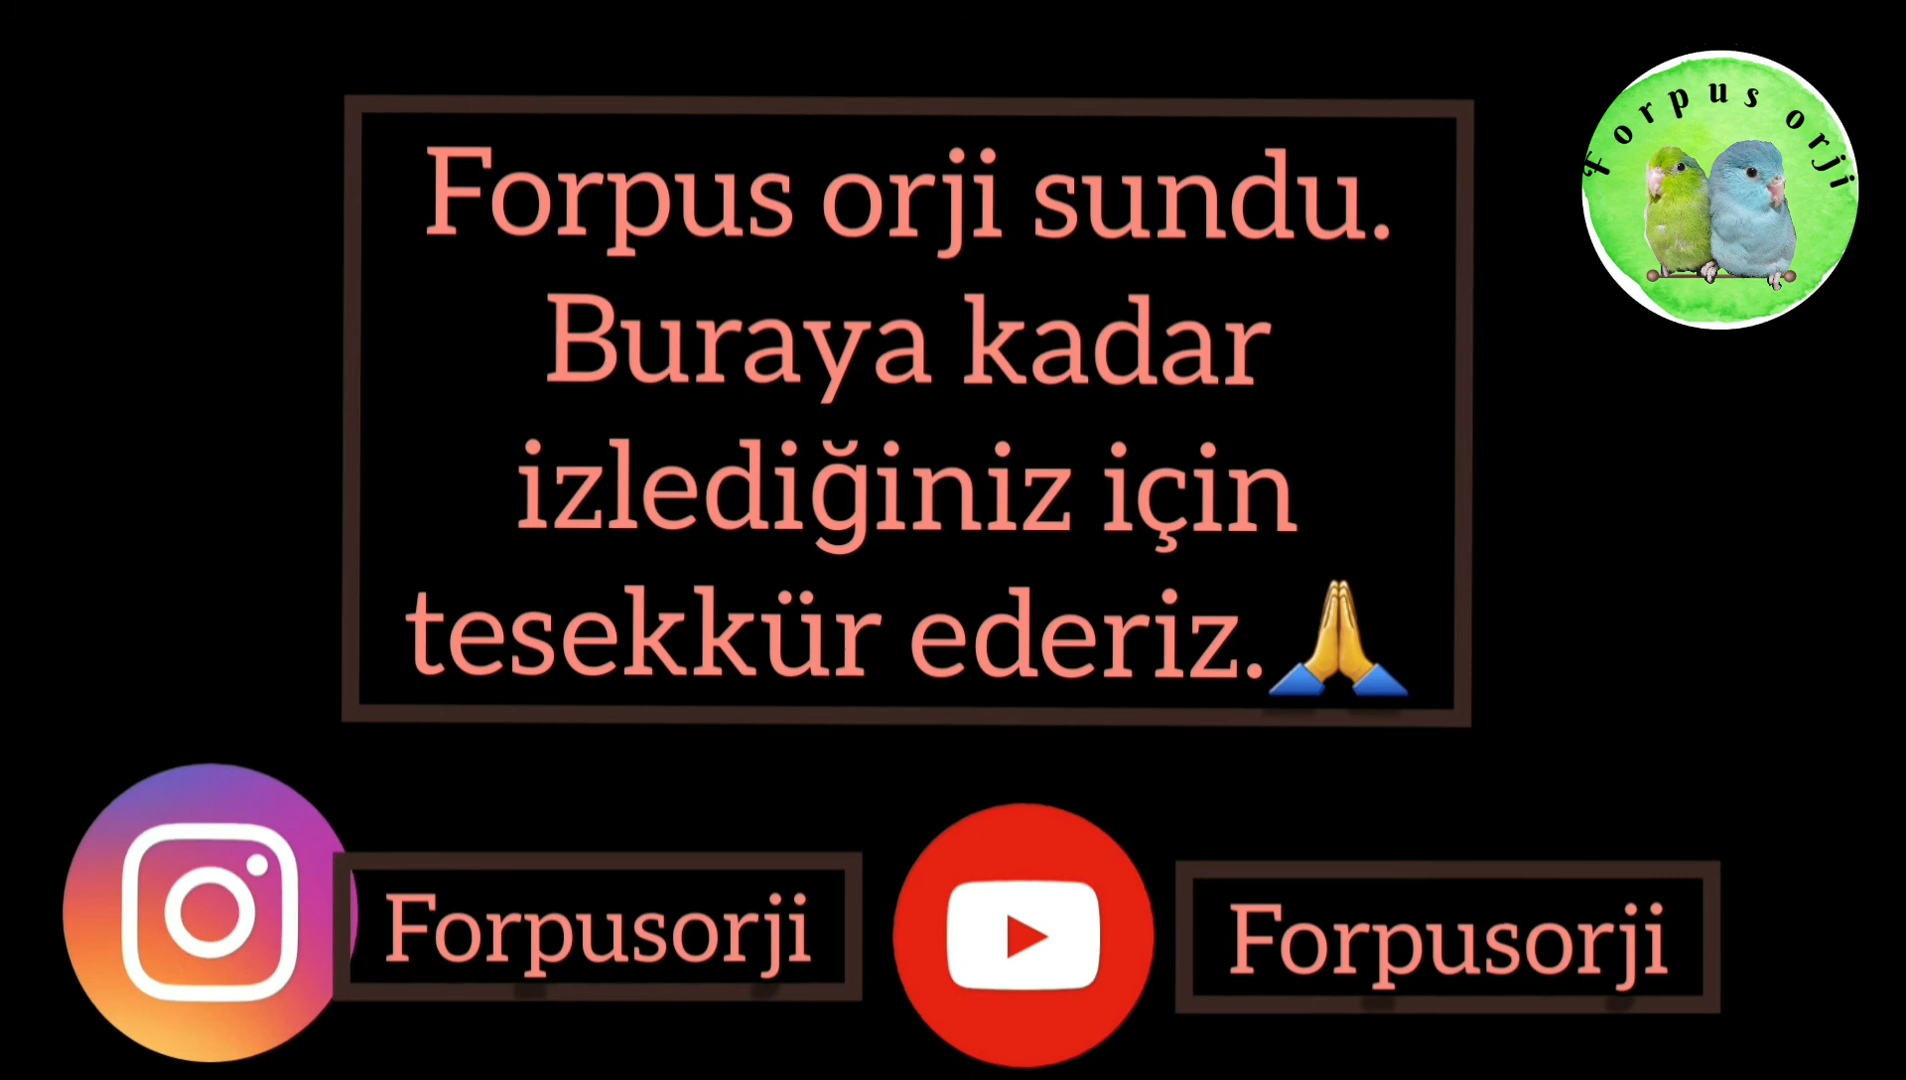 Forpus orji
Forpus orji sundu.
Buraya kadar
izlediğiniz için
tesekkür ederiz.🙏
Forpusorji
Forpusorji